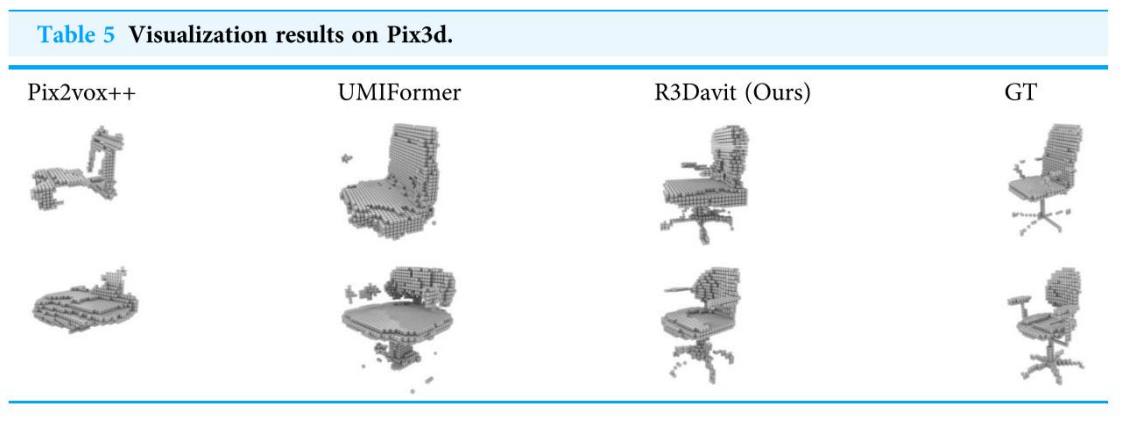 Table 5 Visualization results on Pix3d.
Pix2vox++ UMIFormer R3Davit (Ours) GT